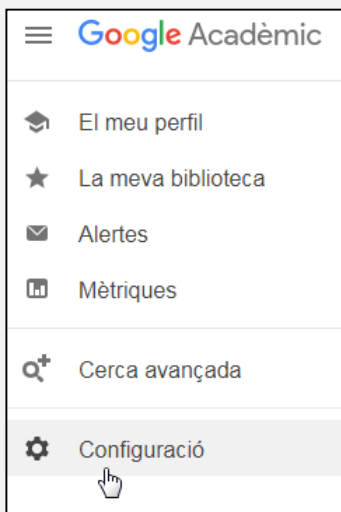 Google Acadèmic
El meu perfil
La meva biblioteca
Alertes
Mètriques
Cerca avançada
Configuració